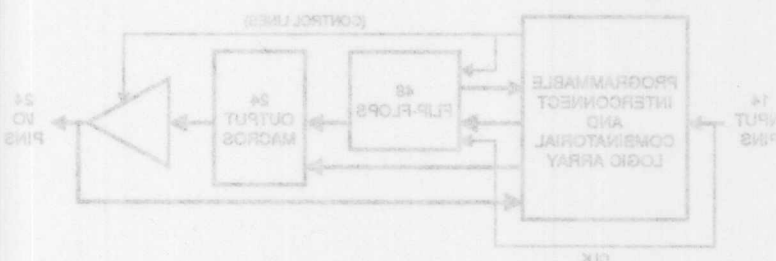 (CONTROL LINES)
14
INPUT
PINS
PROGRAMMABLE
INTERCONNECT
AND
COMBINATORIAL
LOGIC ARRAY
48
FLIP-FLOPS
24
OUTPUT
MACROS
24
I/O
PINS
CLK